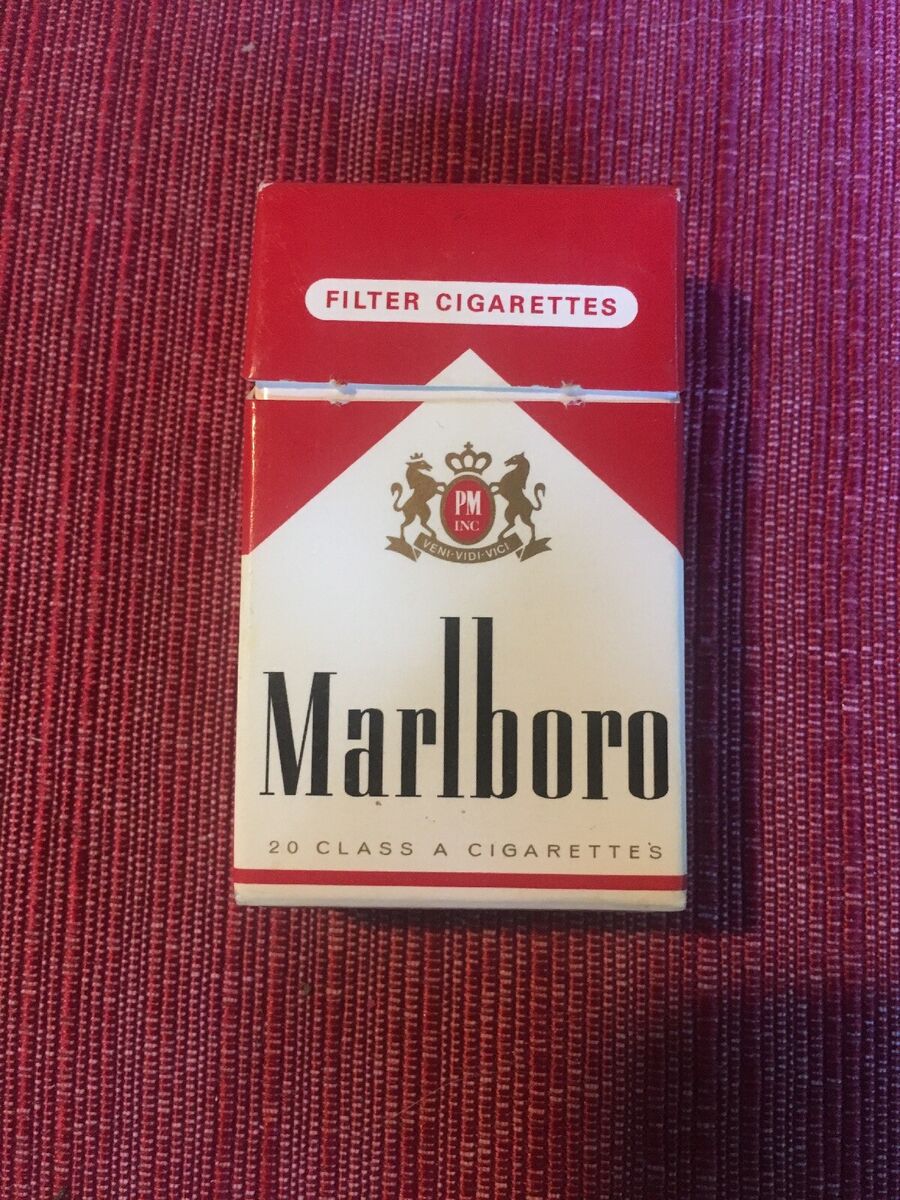 FILTER CIGARETTES
PM
INC
VENI·VIDI·VICI
Marlboro
20 CLASS A CIGARETTES